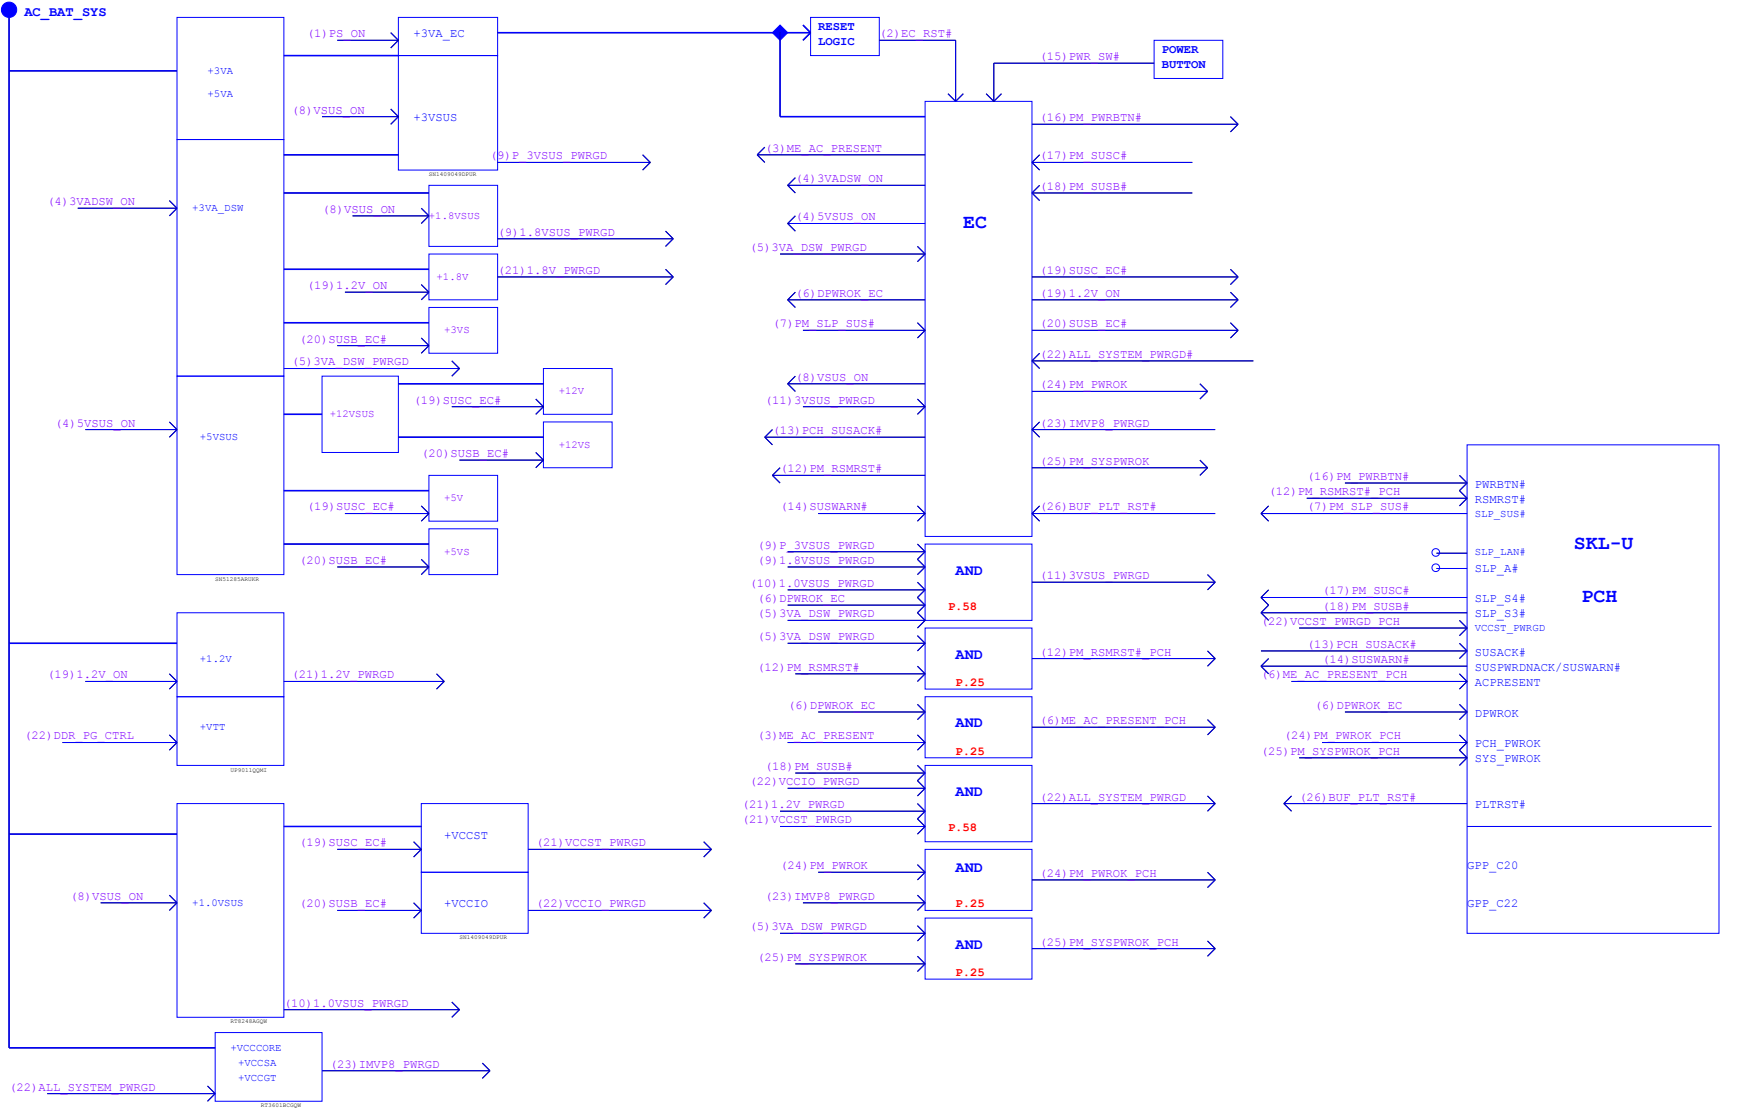 AC_BAT_SYS
+3VA
+5VA
(1)PS_ON
+3VA_EC
(8)VSUS_ON
+3VSUS
(9)P_3VSUS_PWRGD
SN1409049DPUR
(4)3VADSW_ON
+3VA_DSW
(8)VSUS_ON
+1.8VSUS
(9)1.8VSUS_PWRGD
(19)1.2V_ON
+1.8V
(21)1.8V_PWRGD
(20)SUSB_EC#
+3VS
(5)3VA_DSW_PWRGD
(4)5VSUS_ON
+5VSUS
+12VSUS
(19)SUSC_EC#
+12V
(20)SUSB_EC#
+12VS
(19)SUSC_EC#
+5V
(20)SUSB_EC#
+5VS
SN51285ARUKR
(19)1.2V_ON
+1.2V
(21)1.2V_PWRGD
(22)DDR_PG_CTRL
+VTT
UP9011QQMI
(8)VSUS_ON
+1.0VSUS
(19)SUSC_EC#
+VCCST
(21)VCCST_PWRGD
(20)SUSB_EC#
+VCCIO
(22)VCCIO_PWRGD
SN1409049DPUR
(10)1.0VSUS_PWRGD
RT8248AGQW
+VCCCORE
+VCCSA
+VCCGT
(22)ALL_SYSTEM_PWRGD
(23)IMVP8_PWRGD
RT3601BCGQW
RESET
LOGIC
(2)EC_RST#
(15)PWR_SW#
POWER
BUTTON
EC
(3)ME_AC_PRESENT
(4)3VADSW_ON
(4)5VSUS_ON
(5)3VA_DSW_PWRGD
(6)DPWROK_EC
(7)PM_SLP_SUS#
(8)VSUS_ON
(11)3VSUS_PWRGD
(13)PCH_SUSACK#
(12)PM_RSMRST#
(14)SUSWARN#
(16)PM_PWRBTN#
(17)PM_SUSC#
(18)PM_SUSB#
(19)SUSC_EC#
(19)1.2V_ON
(20)SUSB_EC#
(22)ALL_SYSTEM_PWRGD#
(24)PM_PWROK
(23)IMVP8_PWRGD
(25)PM_SYSPWROK
(26)BUF_PLT_RST#
(9)P_3VSUS_PWRGD
(9)1.8VSUS_PWRGD
(10)1.0VSUS_PWRGD
(6)DPWROK_EC
(5)3VA_DSW_PWRGD
AND
P.58
(11)3VSUS_PWRGD
(5)3VA_DSW_PWRGD
(12)PM_RSMRST#
AND
P.25
(12)PM_RSMRST#_PCH
(6)DPWROK_EC
(3)ME_AC_PRESENT
AND
P.25
(6)ME_AC_PRESENT_PCH
(18)PM_SUSB#
(22)VCCIO_PWRGD
(21)1.2V_PWRGD
(21)VCCST_PWRGD
AND
P.58
(22)ALL_SYSTEM_PWRGD
(24)PM_PWROK
(23)IMVP8_PWRGD
AND
P.25
(24)PM_PWROK_PCH
(5)3VA_DSW_PWRGD
(25)PM_SYSPWROK
AND
P.25
(25)PM_SYSPWROK_PCH
(16)PM_PWRBTN#
PWRBTN#
(12)PM_RSMRST#_PCH
RSMRST#
(7)PM_SLP_SUS#
SLP_SUS#
SKL-U
SLP_LAN#
SLP_A#
PCH
(17)PM_SUSC#
SLP_S4#
(18)PM_SUSB#
SLP_S3#
(22)VCCST_PWRGD_PCH
VCCST_PWRGD
(13)PCH_SUSACK#
SUSACK#
(14)SUSWARN#
SUSPWRDNACK/SUSWARN#
(6)ME_AC_PRESENT_PCH
ACPRESENT
(6)DPWROK_EC
DPWROK
(24)PM_PWROK_PCH
PCH_PWROK
(25)PM_SYSPWROK_PCH
SYS_PWROK
(26)BUF_PLT_RST#
PLTRST#
GPP_C20
GPP_C22